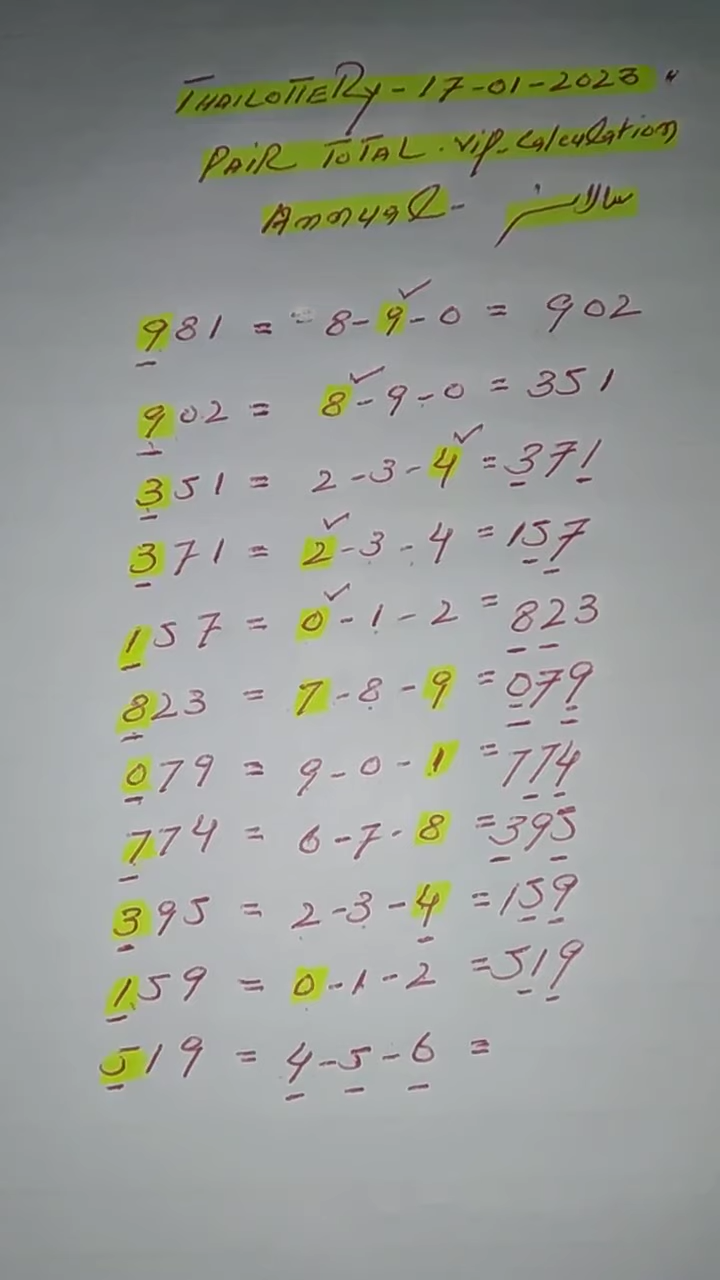 THAILOTTERy - 17-01-2023 "
PAIR TOTAL. vip-calculation
Annual - سالانہ
981 = - 8-9-0 = 902
902 = 8-9-0 = 351
351 = 2-3-4 = 371
371 = 2-3-4 = 157
157 = 0-1-2 = 823
823 = 7-8-9 = 079
079 = 9-0-1 = 774
774 = 6-7-8 = 395
395 = 2-3-4 = 159
159 = 0-1-2 = 519
519 = 4-5-6 =